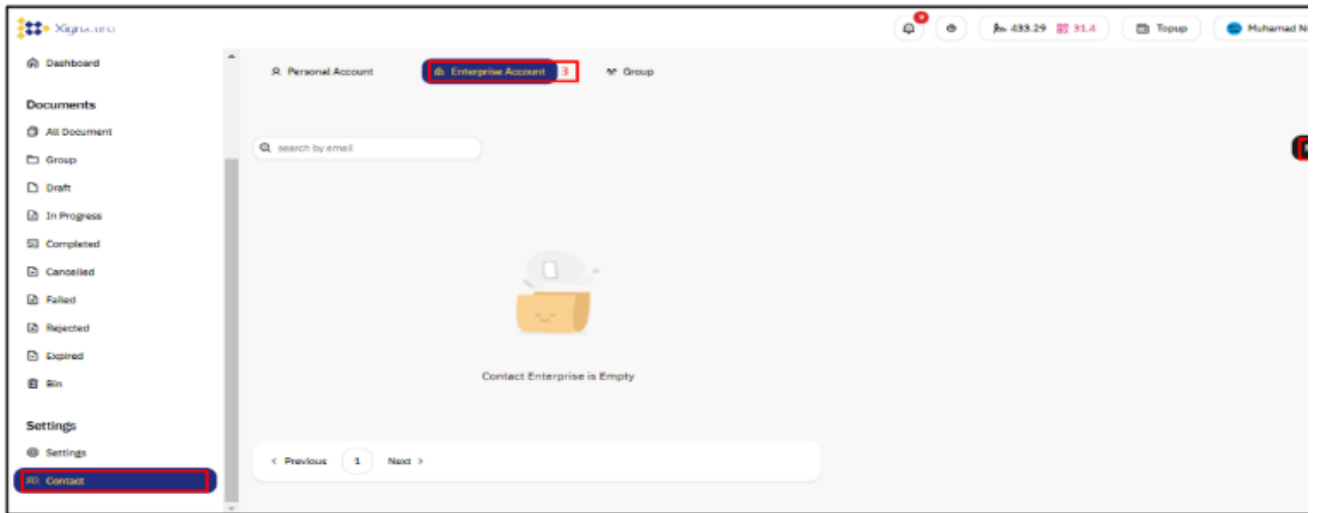 433.29 31.4 Topup Muhamad
Dashboard
Personal Account Enterprise Account 3 Group
Documents
All Document
search by email
Group
Draft
In Progress
Completed
Cancelled
Failed
Rejected
Expired
Contact Enterprise is Empty
Bin
Settings
Settings
< Previous 1 Next >
Contact